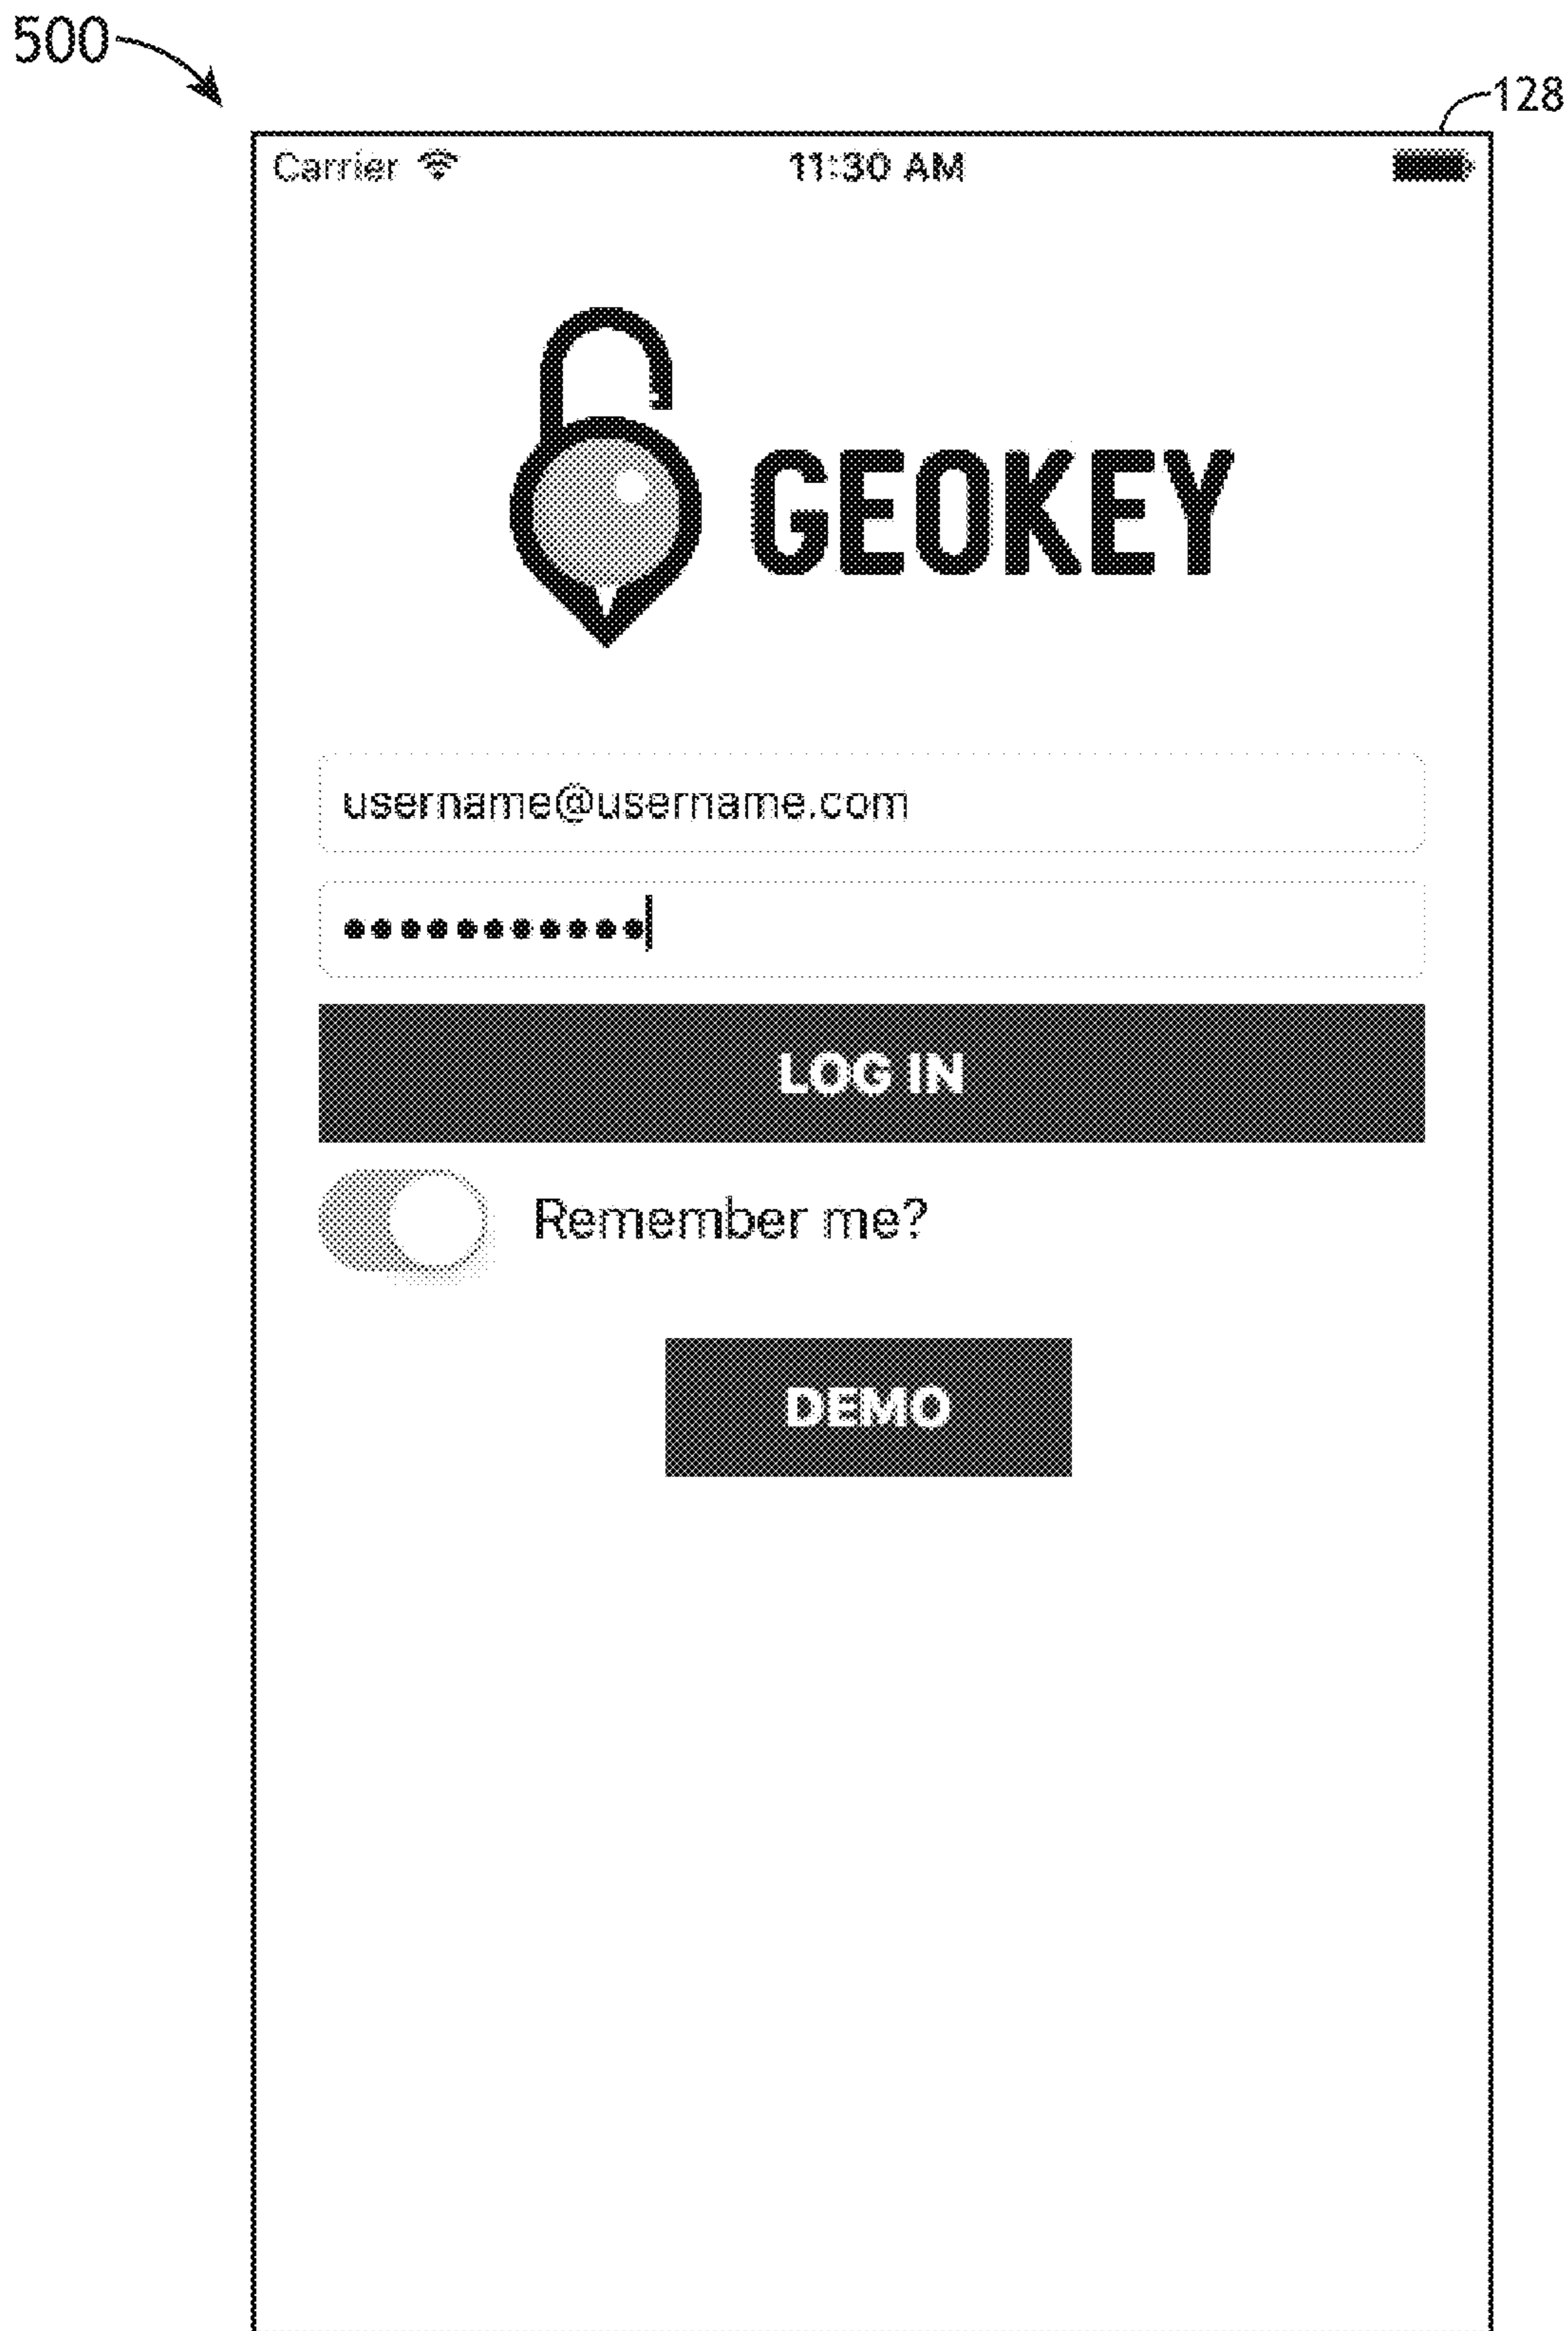 500
128
Carrier 11:30 AM
GEOKEY
username@username.com
•••••••••••
LOG IN
Remember me?
DEMO